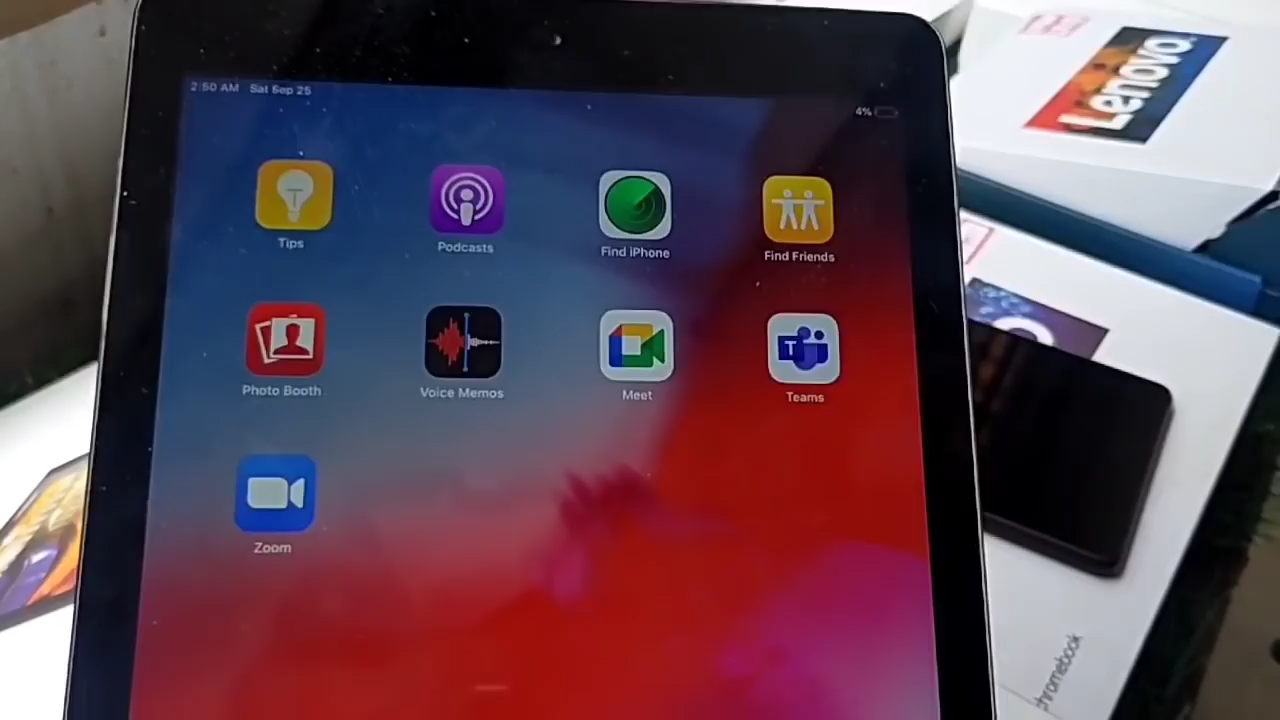 2:50 AM Sat Sep 25
4%
Tips
Podcasts
Find iPhone
Find Friends
Photo Booth
Voice Memos
Meet
T
Teams
Zoom
Lenovo
chromebook